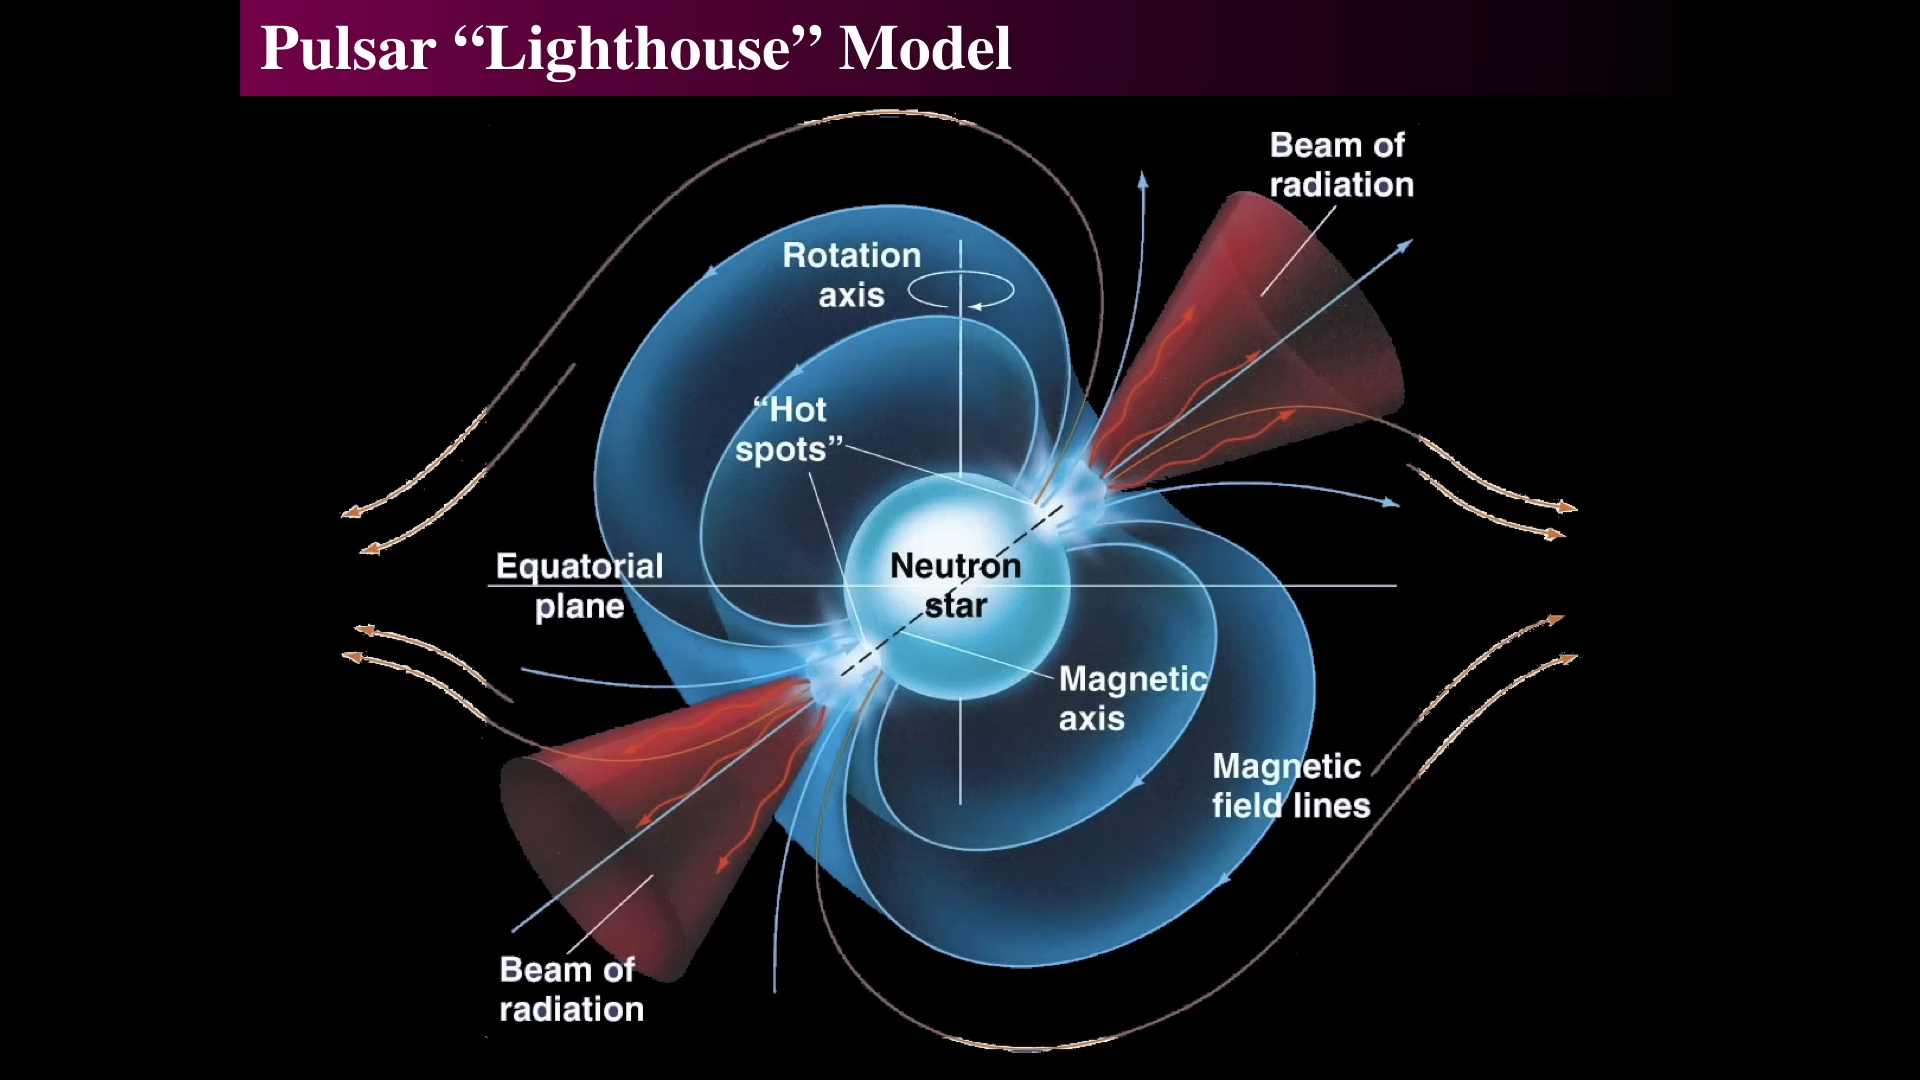 Pulsar “Lighthouse” Model
Beam of
radiation
Rotation
axis
“Hot
spots”
Equatorial
plane
Neutron
star
Magnetic
axis
Magnetic
field lines
Beam of
radiation